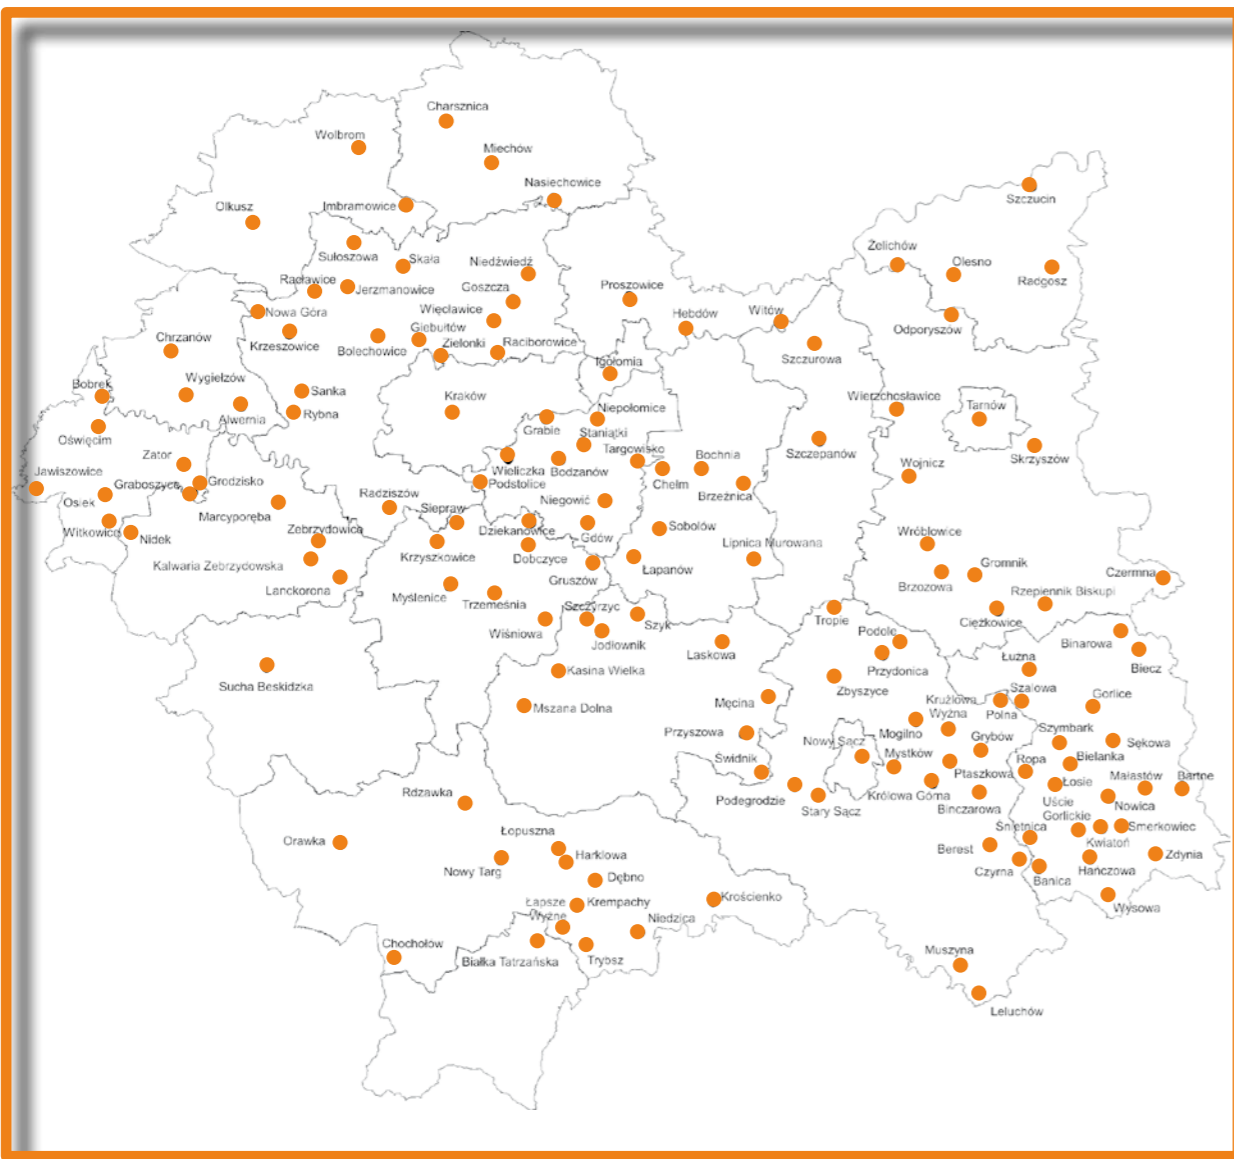 Charsznica
Wolbrom
Miechów
Nasiechowice
Imbramowice
Olkusz
Szczucin
Sułoszowa
Skała
Niedźwiedź
Żelichów
Olesno
Radgosz
Racławice
Jerzmanowice
Goszcza
Proszowice
Nowa Góra
Więcławice
Hebdów
Witów
Odporyszów
Krzeszowice
Giebułtów
Chrzanów
Bolechowice
Zielonki
Raciborowice
Szczurowa
Igołomia
Bobrek
Wygiełzów
Sanka
Kraków
Wierzchosławice
Tarnów
Alwernia
Rybna
Niepołomice
Grabie
Staniątki
Oświęcim
Targowisko
Bochnia
Szczepanów
Skrzyszów
Zator
Wojnicz
Jawiszowice
Wieliczka
Bodzanów
Graboszyce
Grodzisko
Podstolice
Chełm
Brzeźnica
Osiek
Radziszów
Niegowić
Marcyporęba
Siepraw
Witkowice
Nidek
Zebrzydowice
Dziekanowice
Gdów
Sobolów
Wróblowice
Lipnica Murowana
Krzyszkowice
Dobczyce
Gromnik
Kalwaria Zebrzydowska
Łapanów
Czermna
Gruszów
Brzozowa
Lanckorona
Myślenice
Rzepiennik Biskupi
Trzemeśnia
Szczyrzyc
Szyk
Tropie
Ciężkowice
Wiśniowa
Jodłownik
Podole
Binarowa
Laskowa
Łużna
Biecz
Kasina Wielka
Przydonica
Sucha Beskidzka
Zbyszyce
Szalowa
Męcina
Krużlowa
Wyżna
Gorlice
Mszana Dolna
Polna
Przyszowa
Mogilno
Szymbark
Nowy Sącz
Grybów
Sękowa
Świdnik
Mystków
Ropa
Bielanka
Ptaszkowa
Małastów
Bartne
Łosie
Rdzawka
Podegrodzie
Królowa Górna
Uście
Gorlickie
Nowica
Stary Sącz
Binczarowa
Śnietnica
Smerkowiec
Łopuszna
Orawka
Kwiatoń
Berest
Harklowa
Zdynia
Nowy Targ
Czyrna
Hańczowa
Dębno
Banica
Krościenko
Łapsze
Wyżne
Krempachy
Wysowa
Niedzica
Chochołów
Muszyna
Białka Tatrzańska
Trybsz
Leluchów